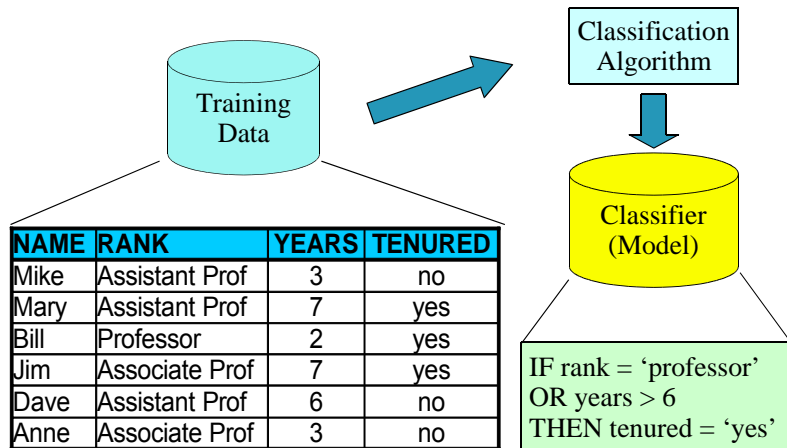 Training
Data
Classification
Algorithm
Classifier
(Model)
NAME RANK YEARS TENURED
Mike Assistant Prof 3 no
Mary Assistant Prof 7 yes
Bill Professor 2 yes
Jim Associate Prof 7 yes
Dave Assistant Prof 6 no
Anne Associate Prof 3 no
IF rank = ‘professor’
OR years > 6
THEN tenured = ‘yes’